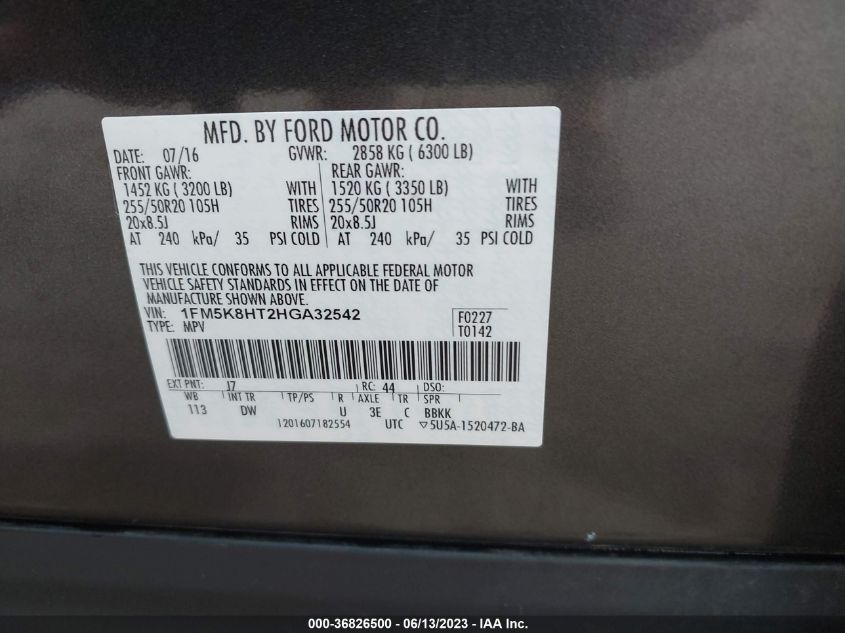 MFD. BY FORD MOTOR CO.
DATE: 07/16 GVWR: 2858 KG ( 6300 LB)
FRONT GAWR: REAR GAWR:
1452 KG ( 3200 LB) WITH 1520 KG ( 3350 LB) WITH
255/50R20 105H TIRES 255/50R20 105H TIRES
20x8.5J RIMS 20x8.5J RIMS
AT 240 kPa/ 35 PSI COLD AT 240 kPa/ 35 PSI COLD
THIS VEHICLE CONFORMS TO ALL APPLICABLE FEDERAL MOTOR
VEHICLE SAFETY STANDARDS IN EFFECT ON THE DATE OF
MANUFACTURE SHOWN ABOVE.
VIN: 1FM5K8HT2HGA32542 F0227
TYPE: MPV T0142
EXT PNT: J7 RC: 44 DSO:
WB INT TR TP/PS R AXLE TR SPR
113 DW U 3E C BBKK
1201607182554 UTC ▽5U5A-1520472-BA
000-36826500 - 06/13/2023 - 1515527